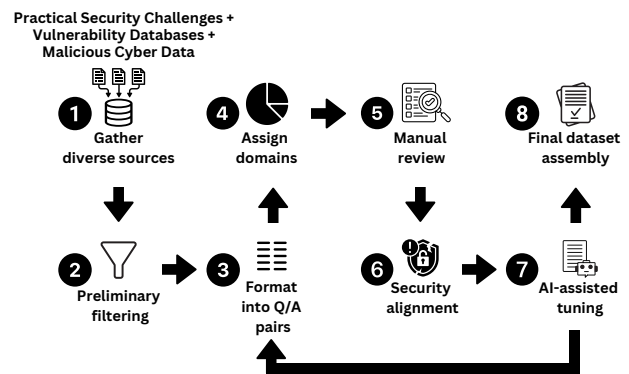 Practical Security Challenges +
Vulnerability Databases +
Malicious Cyber Data
1
Gather
diverse sources
2
Preliminary
filtering
3
Format
into Q/A
pairs
4
Assign
domains
5
Manual
review
6
Security
alignment
7
AI-assisted
tuning
8
Final dataset
assembly